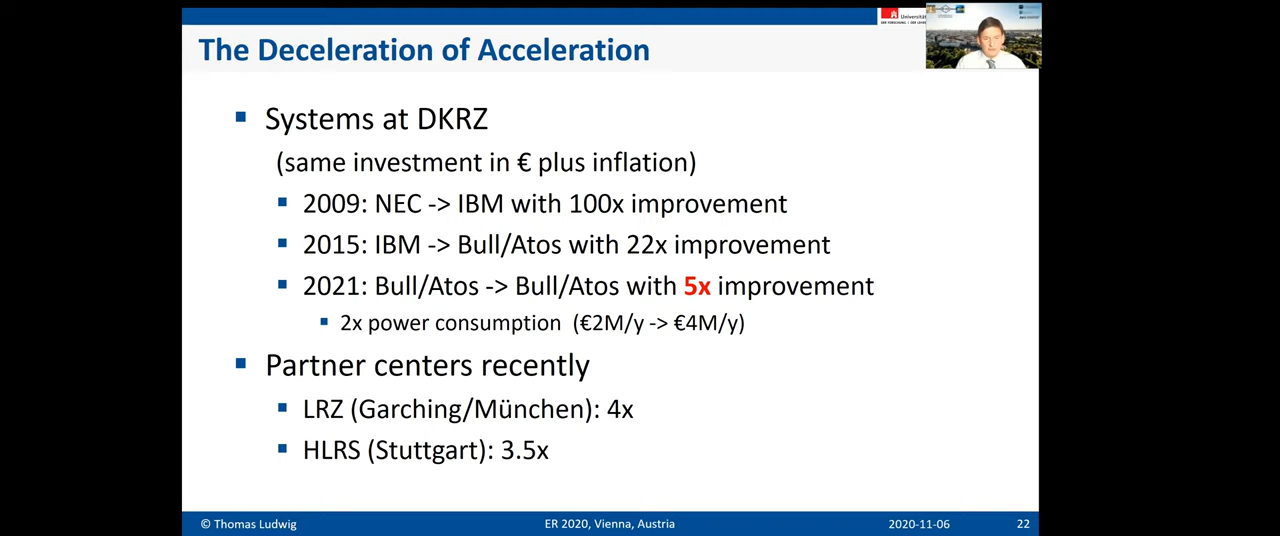 Universität
The Deceleration of Acceleration
Systems at DKRZ
(same investment in € plus inflation)
2009: NEC -> IBM with 100x improvement
2015: IBM -> Bull/Atos with 22x improvement
2021: Bull/Atos -> Bull/Atos with 5x improvement
2x power consumption (€2M/y -> €4M/y)
Partner centers recently
LRZ (Garching/München): 4x
HLRS (Stuttgart): 3.5x
© Thomas Ludwig
ER 2020, Vienna, Austria
2020-11-06
22